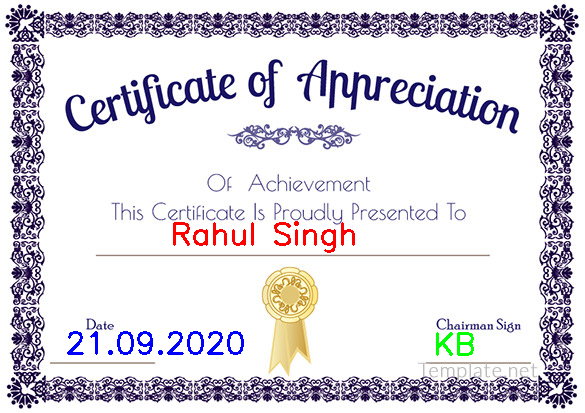 Certificate of Appreciation
Of Achievement
This Certificate Is Proudly Presented To
Rahul Singh
Date
21.09.2020
Chairman Sign
KB
Template.net